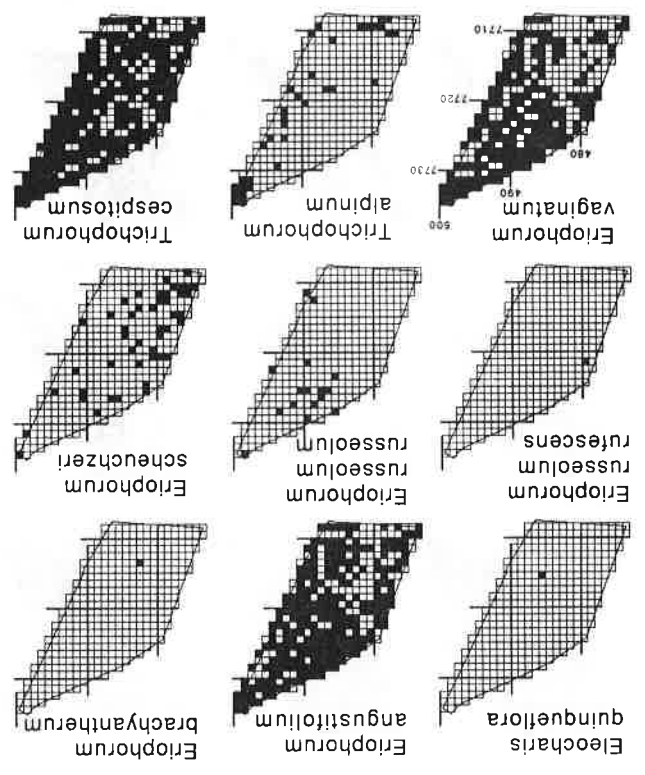 Eleocharis
quinqueflora
Eriophorum
angustifolium
Eriophorum
brachyantherum
Eriophorum
russeolum
rufescens
Eriophorum
russeolum
russeolum
Eriophorum
scheuchzeri
Eriophorum
vaginatum
500
490
480
7730
7720
7710
Trichophorum
alpinum
Trichophorum
cespitosum